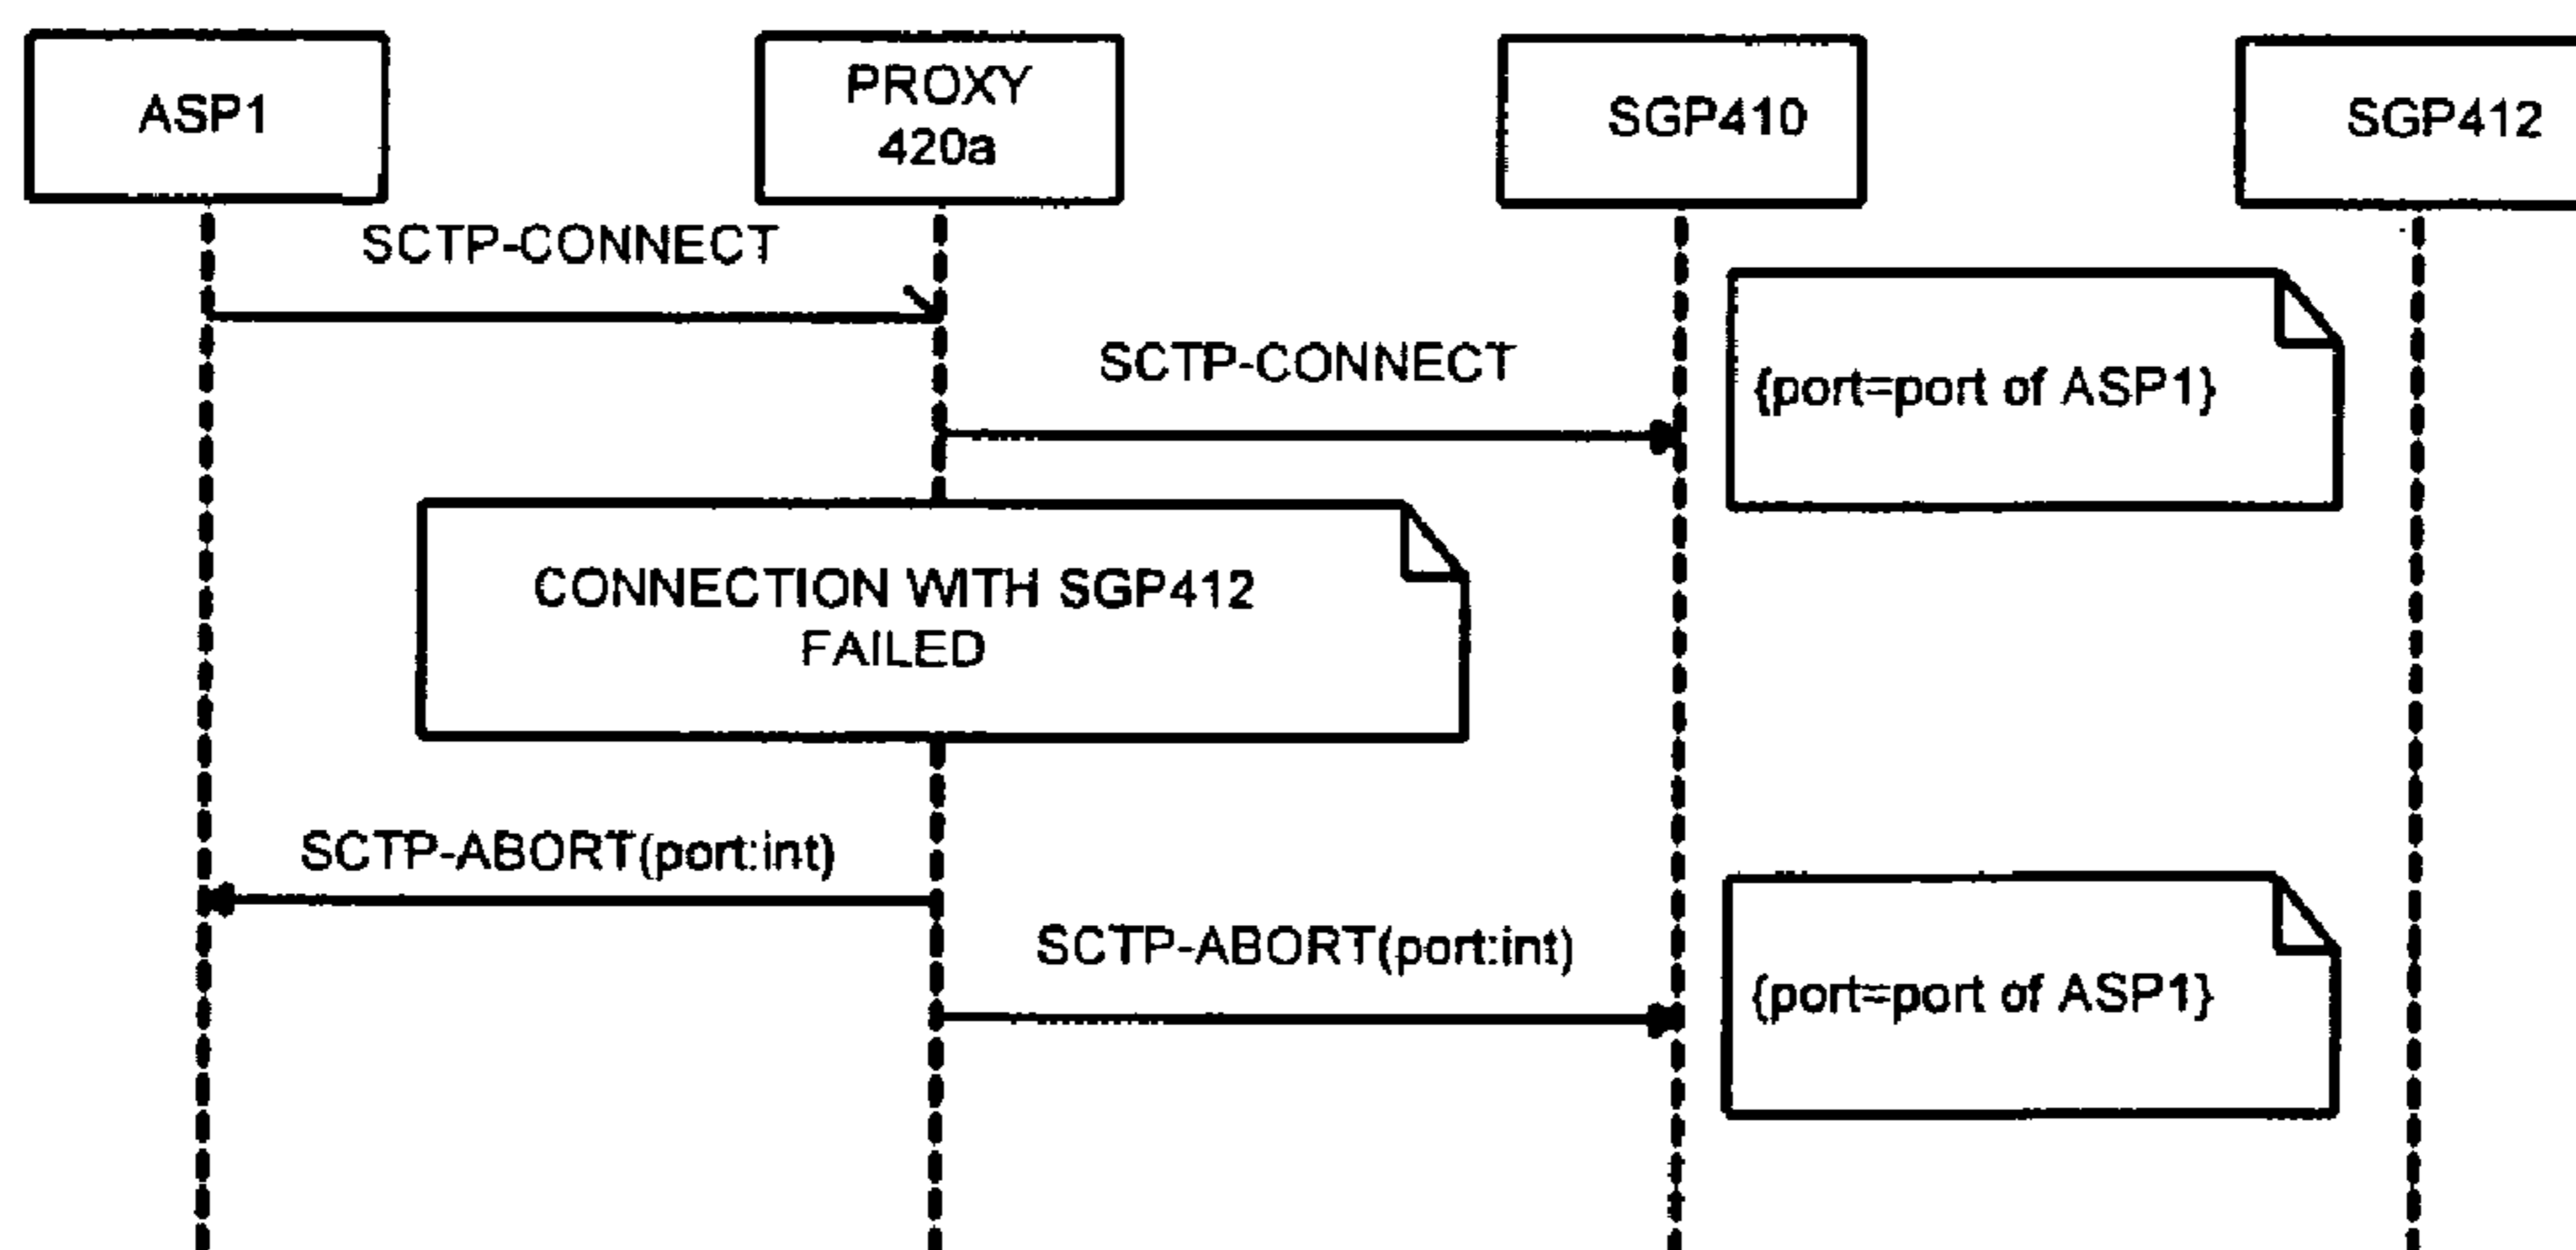 ASP1
PROXY
420a
SGP410
SGP412
SCTP-CONNECT
SCTP-CONNECT
{port=port of ASP1}
CONNECTION WITH SGP412
FAILED
SCTP-ABORT(port:int)
SCTP-ABORT(port:int)
{port=port of ASP1}